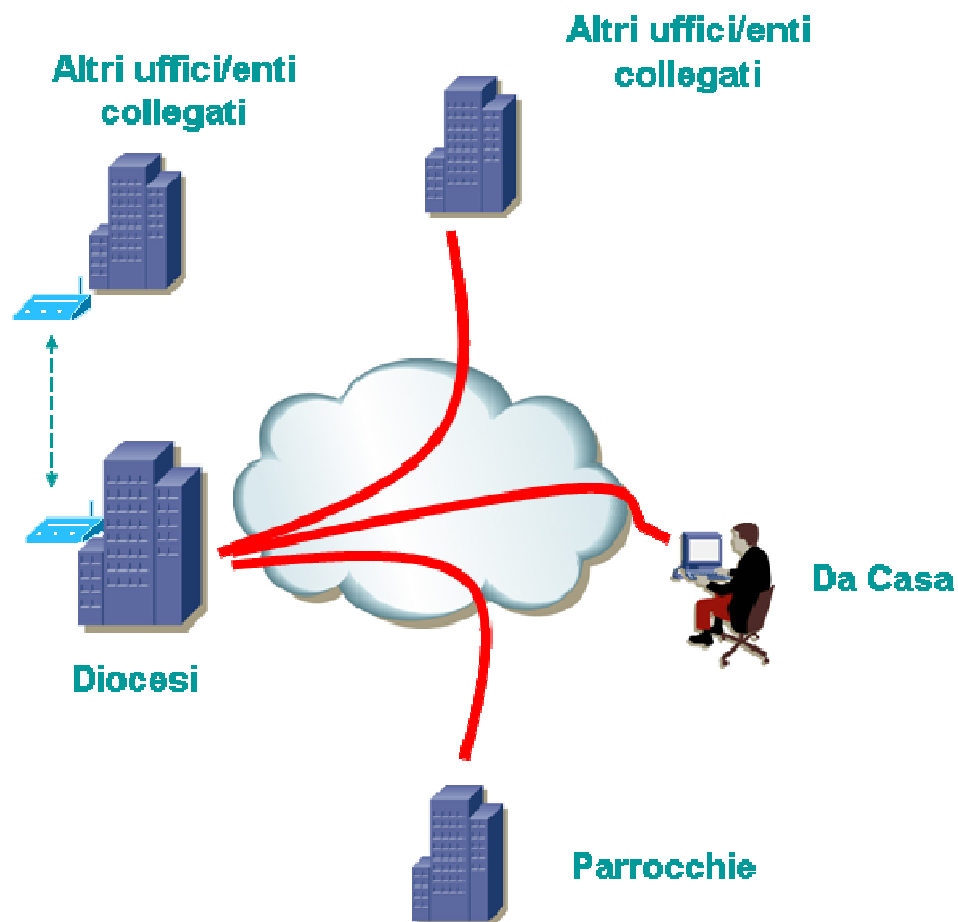 Altri uffici/enti
collegati
Altri uffici/enti
collegati
Da Casa
Diocesi
Parrocchie